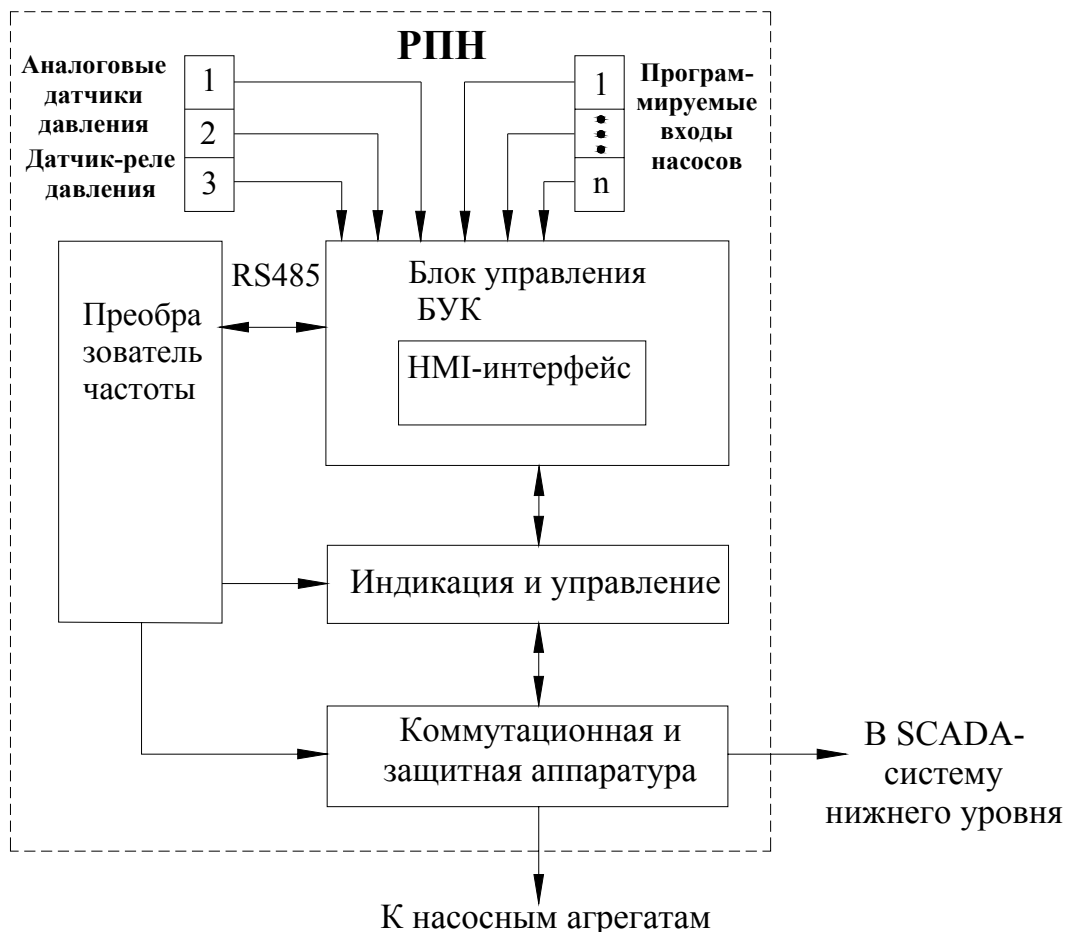 РПН
Аналоговые
датчики
давления
Датчик-реле
давления
1
2
3
1
n
Програм-
мируемые
входы
насосов
RS485
Преобра
зователь
частоты
Блок управления
БУК
HMI-интерфейс
Индикация и управление
Коммутационная и
защитная аппаратура
В SCADA-
систему
нижнего уровня
К насосным агрегатам